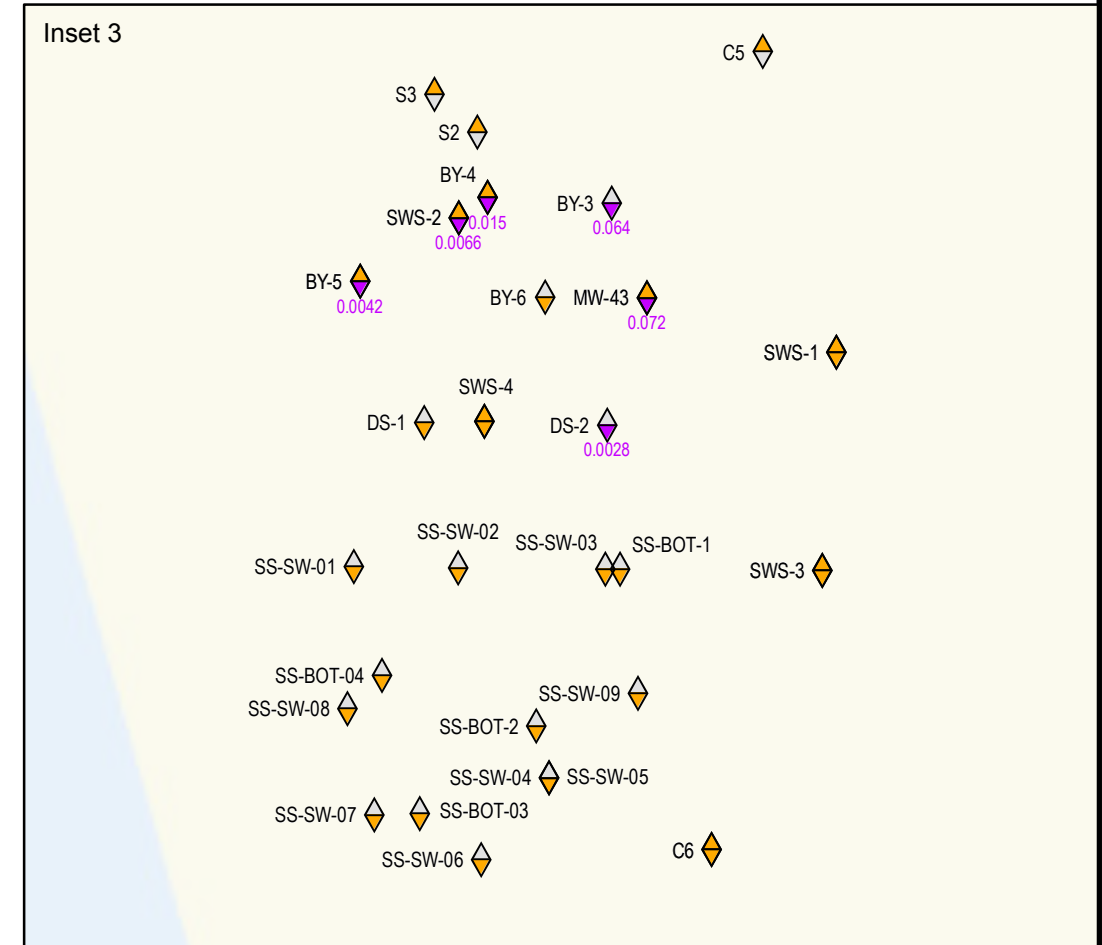 Inset 3
C5
S3
S2
BY-4
0.015
SWS-2
0.0066
BY-3
0.064
BY-5
0.0042
BY-6
MW-43
0.072
SWS-1
SWS-4
DS-1
DS-2
0.0028
SS-SW-01
SS-SW-02
SS-SW-03
SS-BOT-1
SWS-3
SS-BOT-04
SS-SW-08
SS-SW-09
SS-BOT-2
SS-SW-04
SS-SW-05
SS-SW-07
SS-BOT-03
SS-SW-06
C6